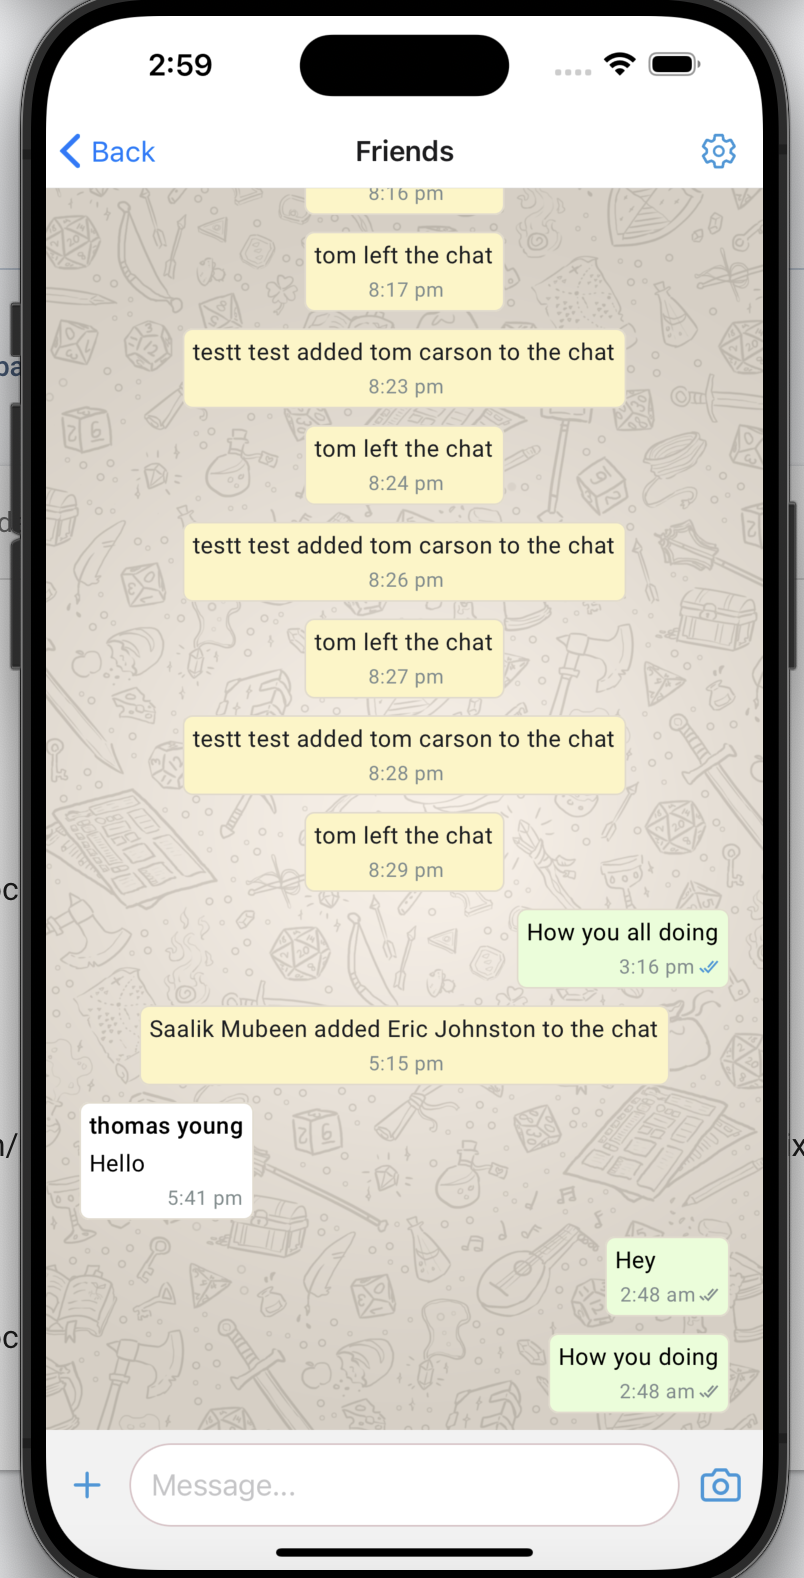 2:59
Back
Friends
8:16 pm
tom left the chat
8:17 pm
testt test added tom carson to the chat
8:23 pm
tom left the chat
8:24 pm
testt test added tom carson to the chat
8:26 pm
tom left the chat
8:27 pm
testt test added tom carson to the chat
8:28 pm
tom left the chat
8:29 pm
How you all doing
3:16 pm
Saalik Mubeen added Eric Johnston to the chat
5:15 pm
thomas young
Hello
5:41 pm
Hey
2:48 am
How you doing
2:48 am
Message...